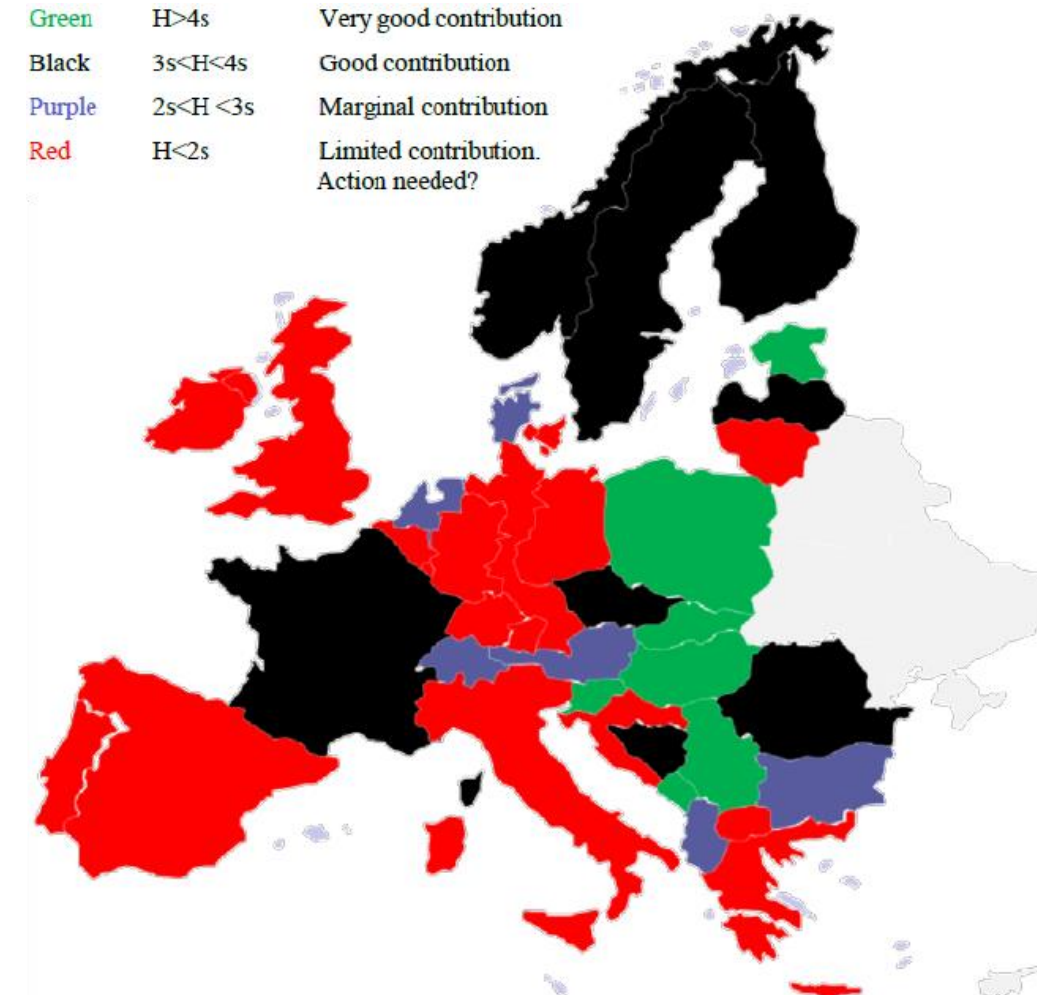 Green H>4s Very good contribution
Black 3s<H<4s Good contribution
Purple 2s<H <3s Marginal contribution
Red H<2s Limited contribution.
Action needed?